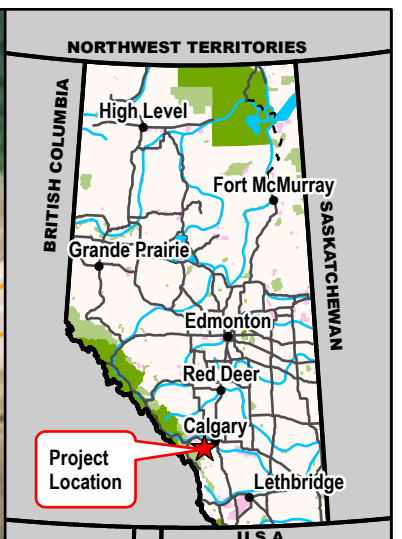 NORTHWEST TERRITORIES
BRITISH COLUMBIA
High Level
Fort McMurray
SASKATCHEWAN
Grande Prairie
Edmonton
Red Deer
Calgary
Project
Location
Lethbridge
U.S.A